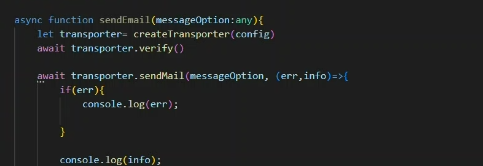 async function sendEmail(messageOption:any){
let transporter= createTransporter(config)
await transporter.verify()
await transporter.sendMail(messageOption, (err,info)=>{
if(err){
console.log(err);
}
console.log(info);